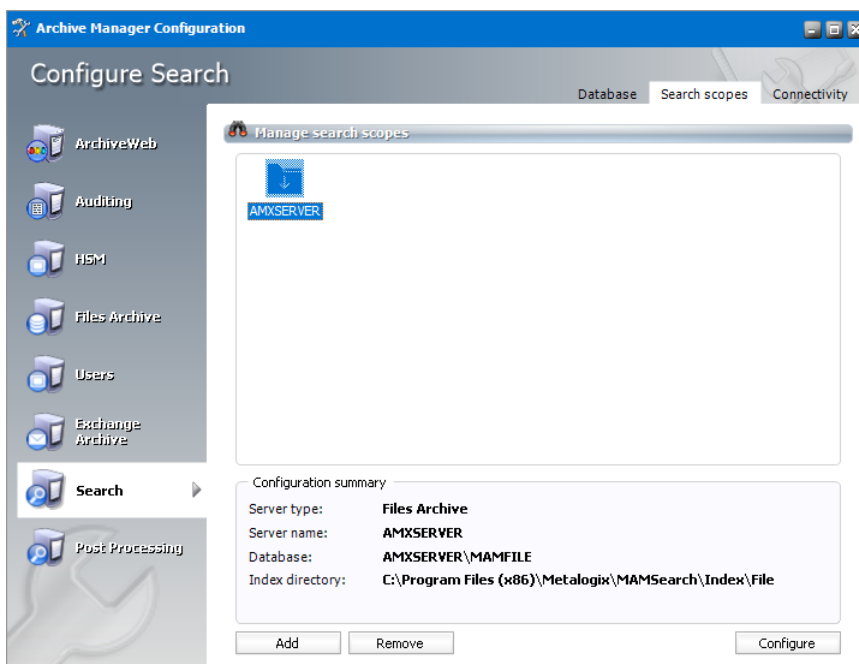 Archive Manager Configuration
Configure Search
Database Search scopes Connectivity
ArchiveWeb
Auditing
HSM
Files Archive
Users
Exchange
Archive
Search
Post Processing
Manage search scopes
AMXSERVER
Configuration summary
Server type: Files Archive
Server name: AMXSERVER
Database: AMXSERVER\MAMFILE
Index directory: C:\Program Files (x86)\Metalogix\MAMSearch\Index\File
Add Remove Configure